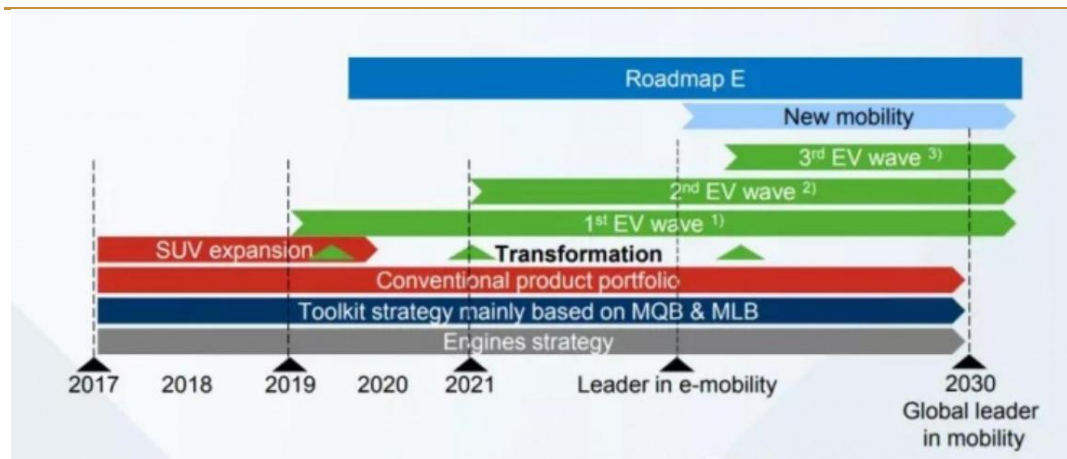 Roadmap E
New mobility
3rd EV wave 3)
2nd EV wave 2)
1st EV wave 1)
SUV expansion
Transformation
Conventional product portfolio
Toolkit strategy mainly based on MQB & MLB
Engines strategy
2017 2018 2019 2020 2021 Leader in e-mobility 2030
Global leader
in mobility